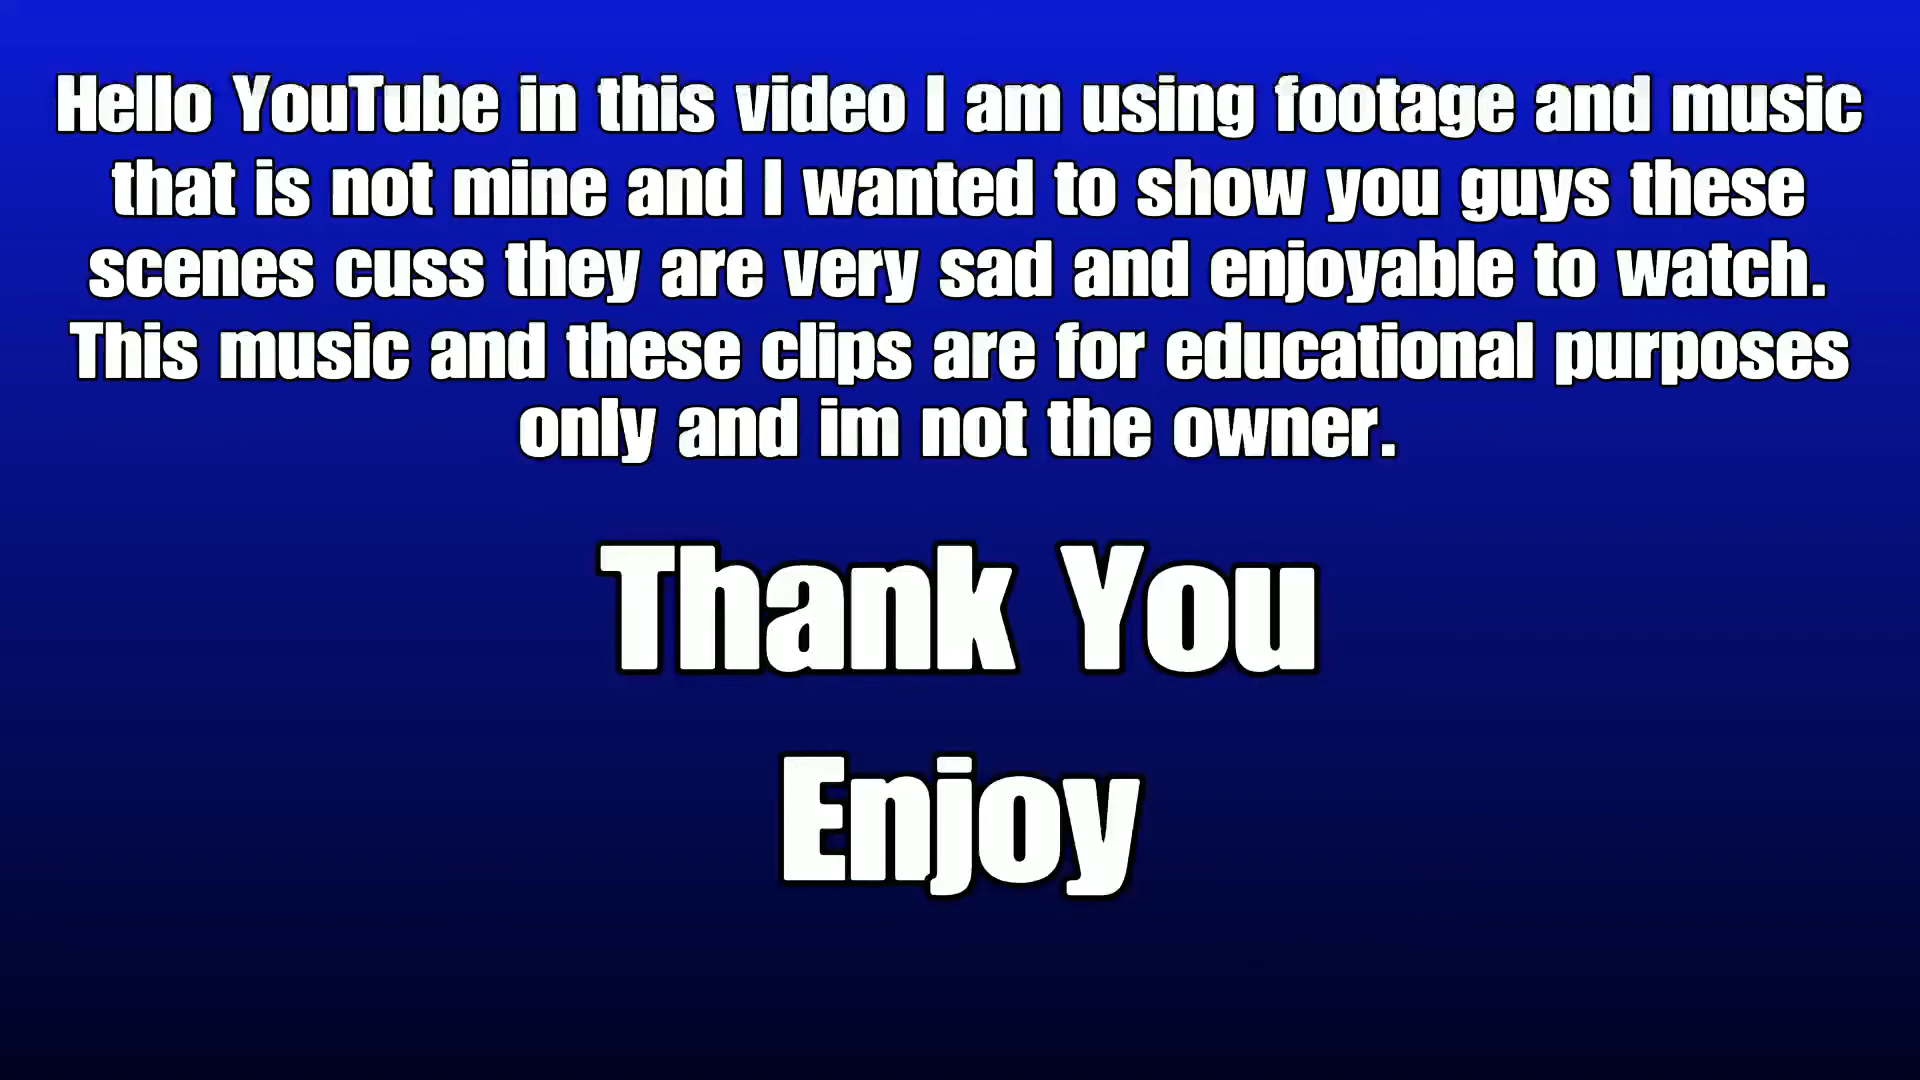 Hello YouTube in this video I am using footage and music
that is not mine and I wanted to show you guys these
scenes cuss they are very sad and enjoyable to watch.
This music and these clips are for educational purposes
only and im not the owner.
Thank You
Enjoy